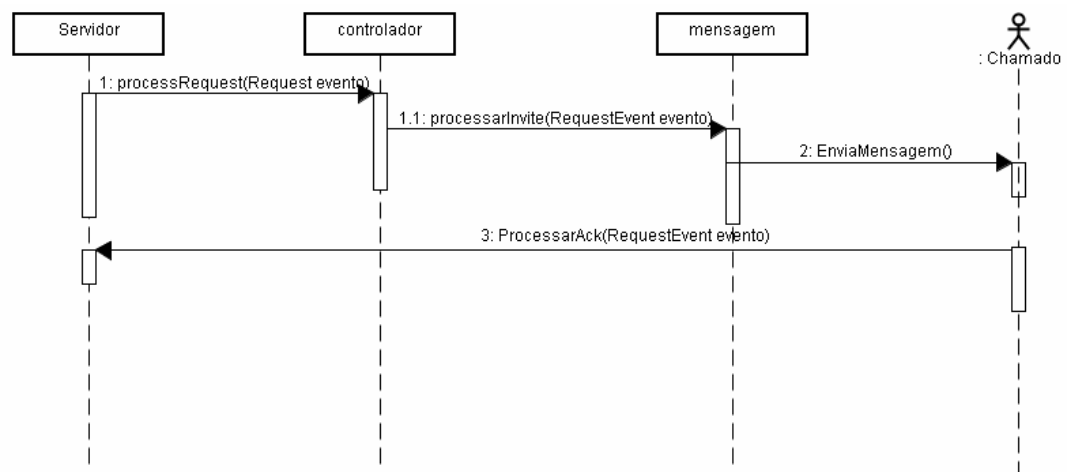 Servidor
controlador
mensagem
: Chamado
1: processRequest(Request evento)
1.1: processarInvite(RequestEvent evento)
2: EnviaMensagem()
3: ProcessarAck(RequestEvent evento)